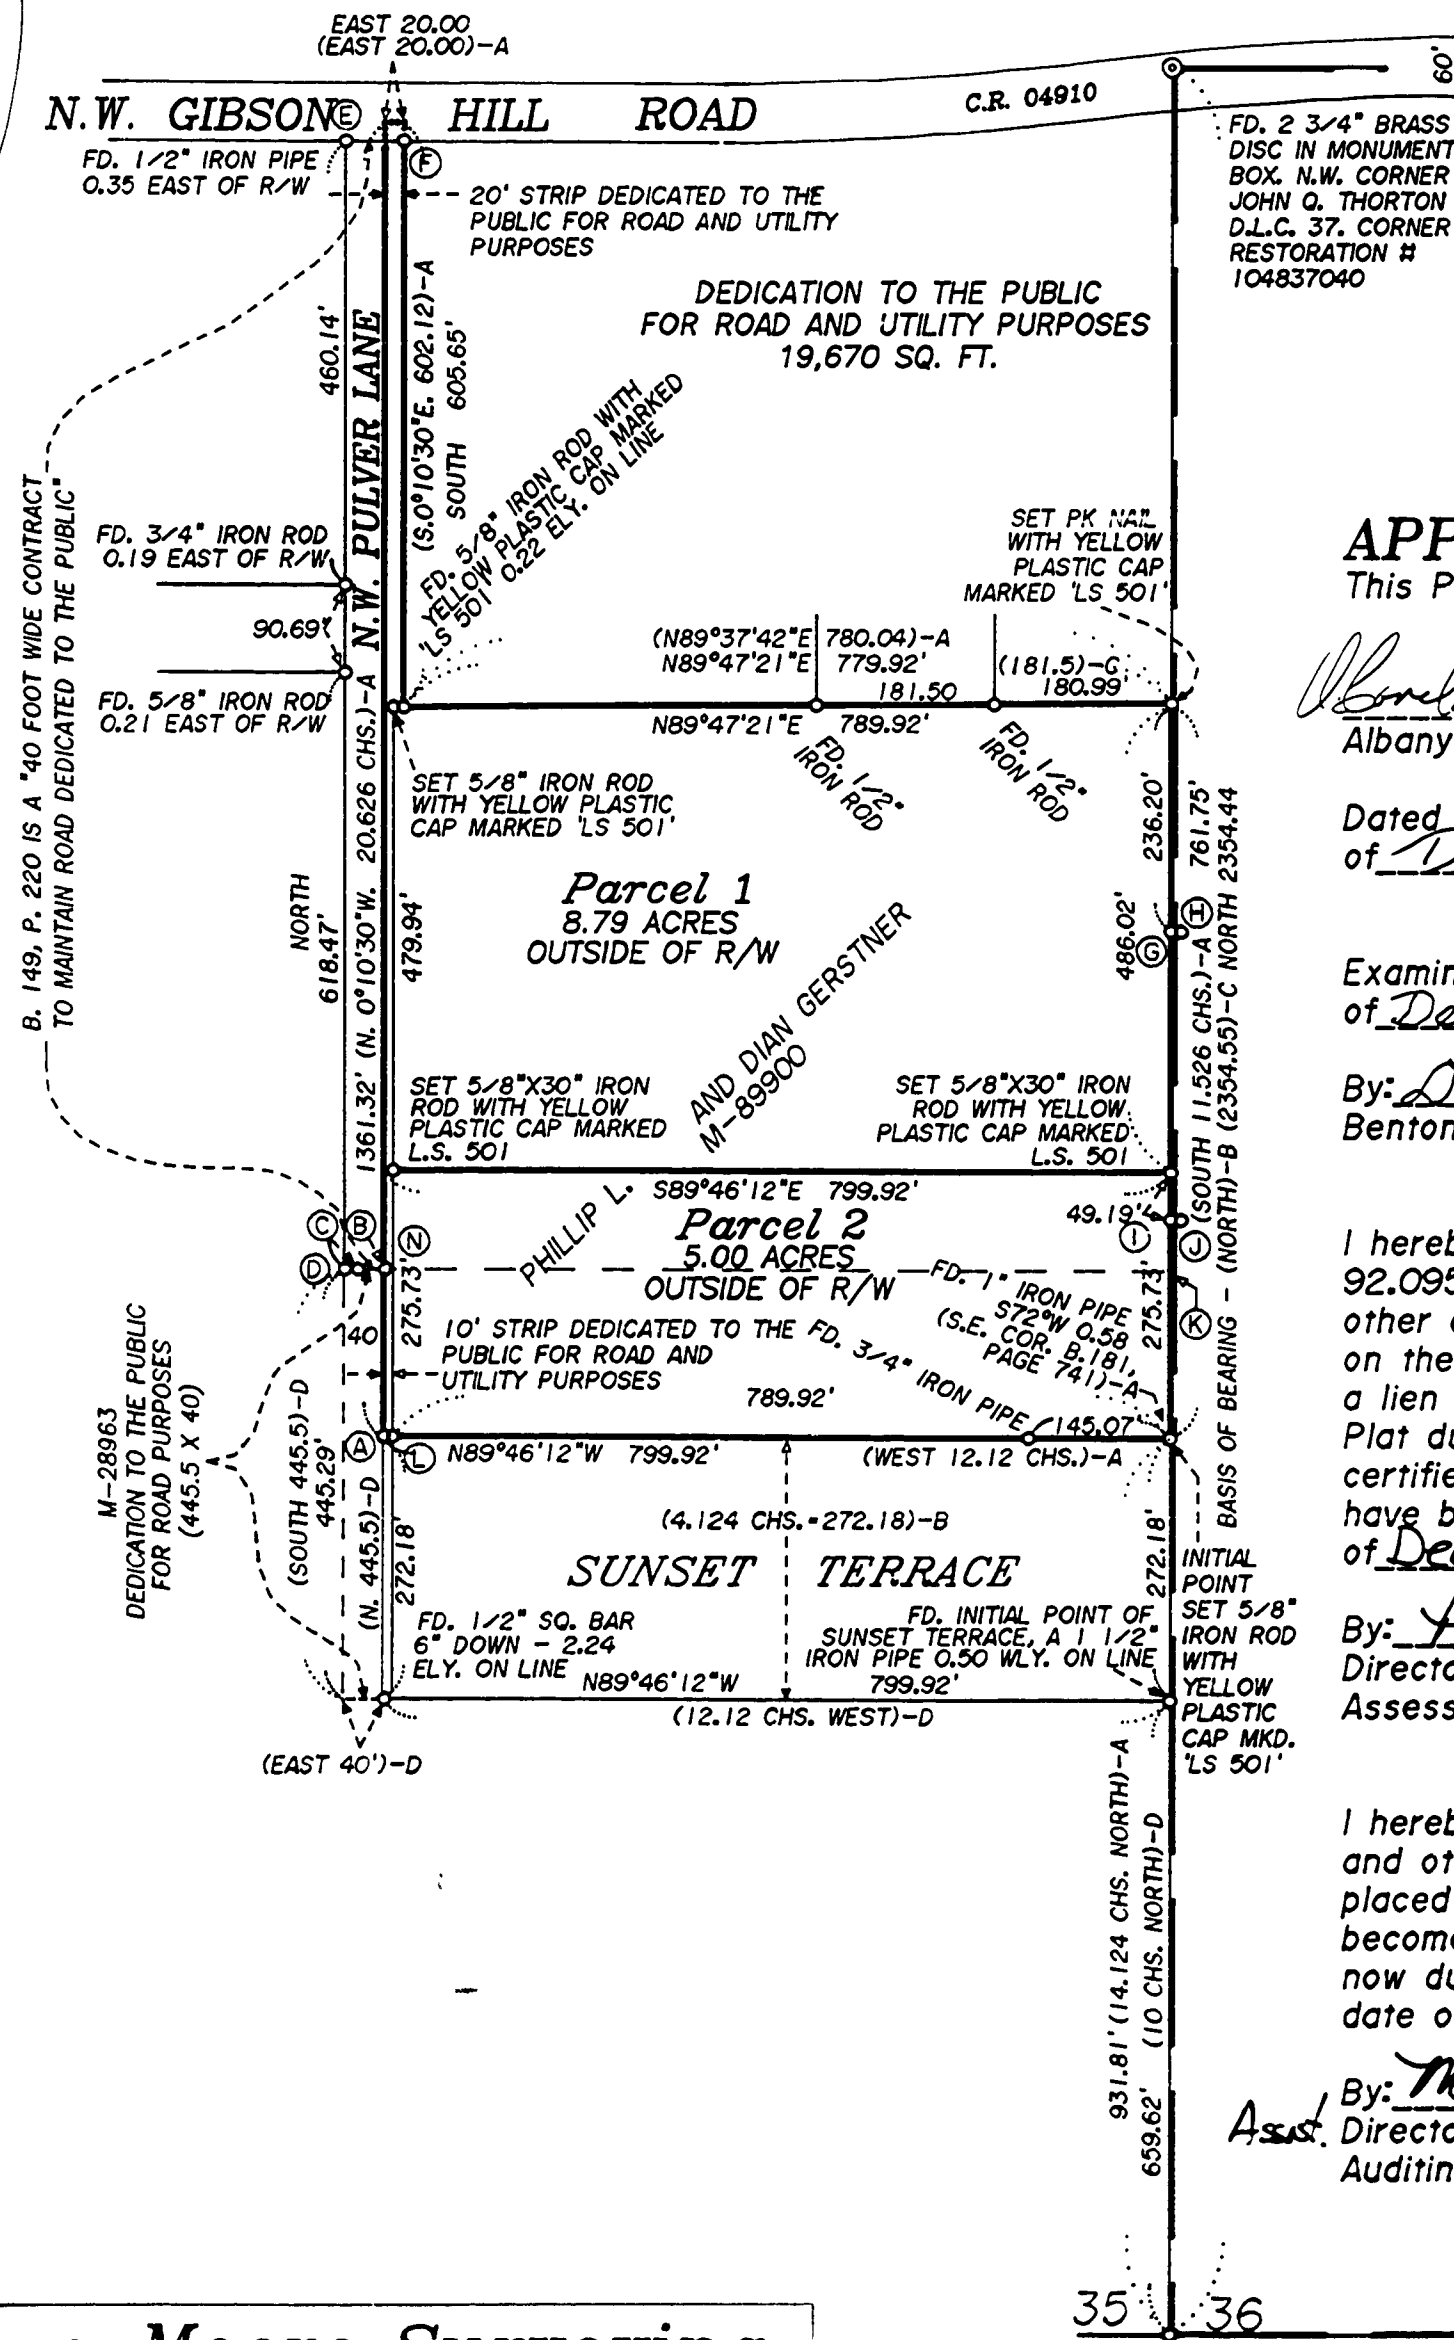 EAST 20.00
(EAST 20.00)-A
N.W. GIBSON HILL ROAD
C.R. 04910
60'
E
F
FD. 1/2" IRON PIPE
0.35 EAST OF R/W
20' STRIP DEDICATED TO THE
PUBLIC FOR ROAD AND UTILITY
PURPOSES
FD. 2 3/4" BRASS
DISC IN MONUMENT
BOX. N.W. CORNER
JOHN Q. THORTON
D.L.C. 37. CORNER
RESTORATION #
104837040
DEDICATION TO THE PUBLIC
FOR ROAD AND UTILITY PURPOSES
19,670 SQ. FT.
460.14'
N.W. PULVER LANE
(S.0°10'30"E. 602.12)-A
SOUTH 605.65'
FD. 5/8" IRON ROD WITH
YELLOW PLASTIC CAP MARKED
'LS 501' 0.22 ELY. ON LINE
B. 149, P. 220 IS A "40 FOOT WIDE CONTRACT
TO MAINTAIN ROAD DEDICATED TO THE PUBLIC"
FD. 3/4" IRON ROD
0.19 EAST OF R/W
90.69'
FD. 5/8" IRON ROD
0.21 EAST OF R/W
SET PK NAIL
WITH YELLOW
PLASTIC CAP
MARKED 'LS 501'
(N89°37'42"E 780.04)-A
N89°47'21"E 779.92'
(181.5)-G
181.50
180.99'
N89°47'21"E 789.92'
FD. 1/2"
IRON ROD
FD. 1/2"
IRON ROD
SET 5/8" IRON ROD
WITH YELLOW PLASTIC
CAP MARKED 'LS 501'
APP
This P
Albany
Dated
of
Parcel 1
8.79 ACRES
OUTSIDE OF R/W
NORTH
618.47'
1361.32' (N. 0°10'30"W. 20.626 CHS.)-A
479.94'
236.20'
486.02'
761.75'
(SOUTH 11.526 CHS.)-A
BASIS OF BEARING - (NORTH)-B (2354.55)-C NORTH 2354.44
H
G
Examin
of
By:
Benton
PHILLIP L. AND DIAN GERSTNER
M-89900
SET 5/8"X30" IRON
ROD WITH YELLOW
PLASTIC CAP MARKED
L.S. 501
SET 5/8"X30" IRON
ROD WITH YELLOW
PLASTIC CAP MARKED
L.S. 501
S89°46'12"E 799.92'
Parcel 2
5.00 ACRES
OUTSIDE OF R/W
49.19'
C
B
N
D
I
J
K
275.73'
275.73'
40
10' STRIP DEDICATED TO THE
PUBLIC FOR ROAD AND
UTILITY PURPOSES
FD. 1" IRON PIPE
S72°W 0.58
(S.E. COR. B.181,
PAGE 741)-A
FD. 3/4" IRON PIPE
789.92'
145.07
A
L
N89°46'12"W 799.92'
(WEST 12.12 CHS.)-A
M-28963
DEDICATION TO THE PUBLIC
FOR ROAD PURPOSES
(445.5 X 40)
(SOUTH 445.5)-D
445.29'
(N. 445.5)-D
272.18'
(4.124 CHS.=272.18)-B
SUNSET TERRACE
272.18'
FD. 1/2" SQ. BAR
6" DOWN - 2.24
ELY. ON LINE
FD. INITIAL POINT OF
SUNSET TERRACE, A 1 1/2"
IRON PIPE 0.50 WLY. ON LINE
N89°46'12"W 799.92'
(12.12 CHS. WEST)-D
(EAST 40')-D
INITIAL
POINT
SET 5/8"
IRON ROD
WITH
YELLOW
PLASTIC
CAP MKD.
'LS 501'
I hereb
92.095
other
on the
a lien
Plat du
certifie
have b
of
By:
Directo
Assess
931.81' (14.124 CHS. NORTH)-A
659.62' (10 CHS. NORTH)-D
I hereb
and ot
placed
become
now du
date o
By:
Assist. Directo
Auditin
35 36